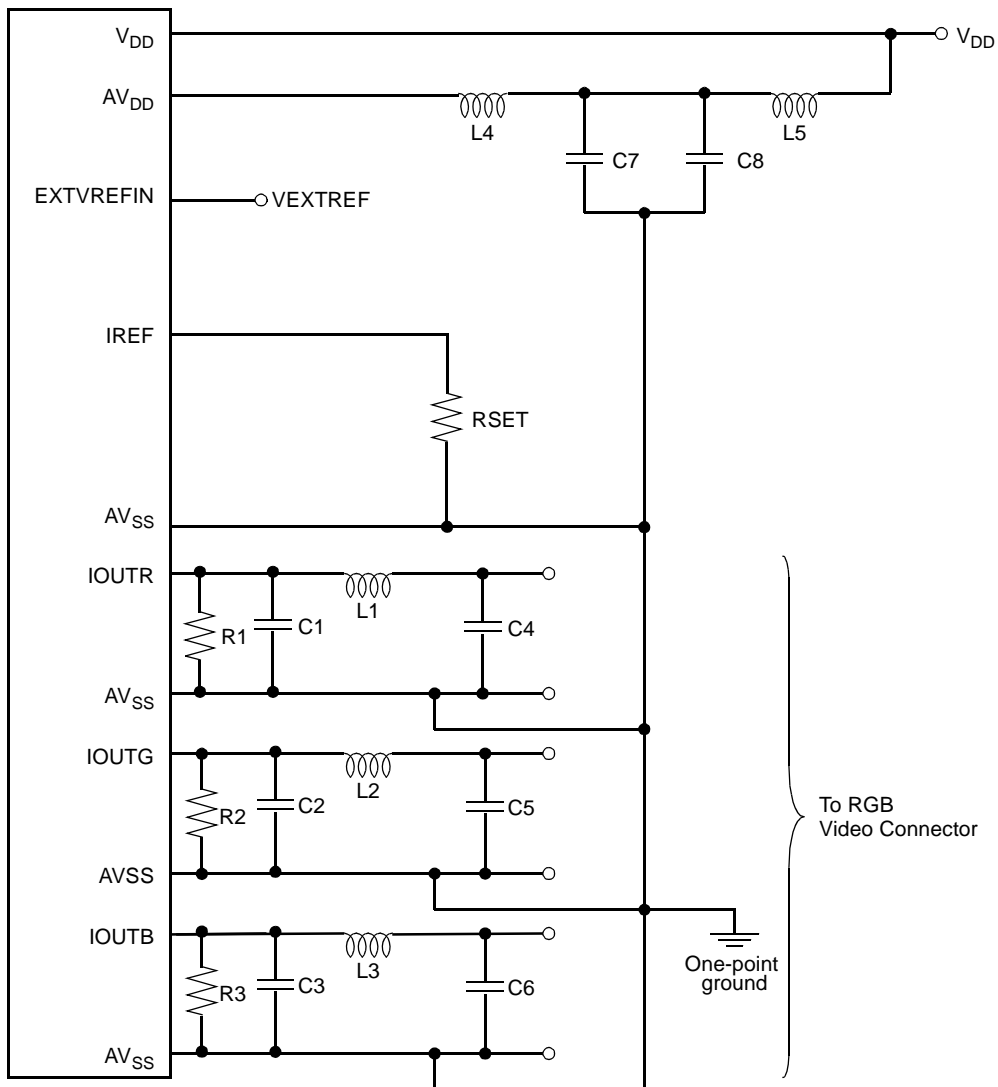 VDD
VDD
AVDD
L4
L5
C7
C8
EXTVREFIN
VEXTREF
IREF
RSET
AVSS
IOUTR
L1
R1
C1
C4
AVSS
IOUTG
L2
R2
C2
C5
To RGB
Video Connector
AVSS
IOUTB
L3
One-point
ground
R3
C3
C6
AVSS